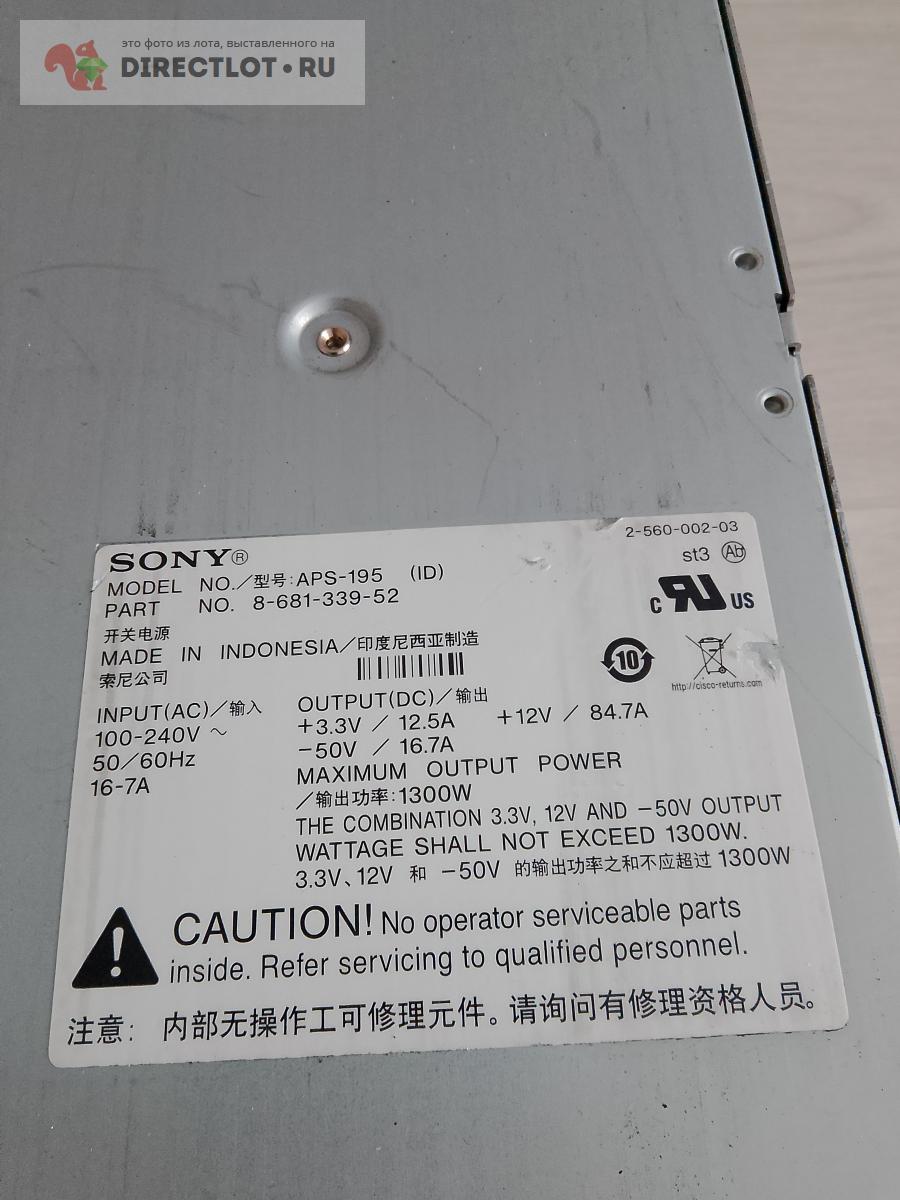 это фото из лота, выставленного на
DIRECTLOT•RU
2-560-002-03
SONY®
st3 Ab
MODEL NO./型号:APS-195 (ID)
PART NO. 8-681-339-52
C RU US
开关电源
MADE IN INDONESIA/印度尼西亚制造
索尼公司
10
http://cisco-returns.com
INPUT(AC)/输入
100-240V ~
50/60Hz
16-7A
OUTPUT(DC)/输出
+3.3V / 12.5A +12V / 84.7A
-50V / 16.7A
MAXIMUM OUTPUT POWER
/输出功率:1300W
THE COMBINATION 3.3V, 12V AND -50V OUTPUT
WATTAGE SHALL NOT EXCEED 1300W.
3.3V、12V 和 -50V 的输出功率之和不应超过 1300W
CAUTION! No operator serviceable parts
inside. Refer servicing to qualified personnel.
注意: 内部无操作工可修理元件。请询问有修理资格人员。